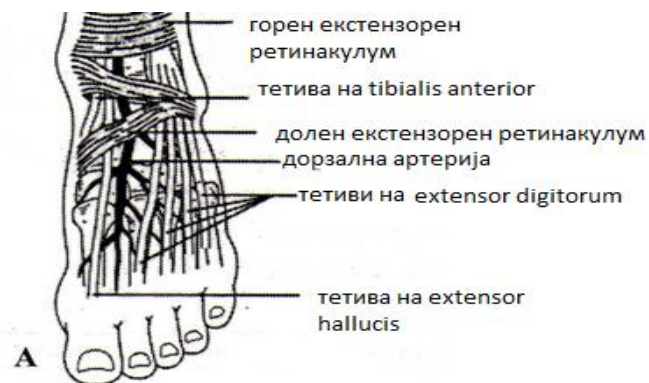 горен екстензорен
ретинакулум
тетива на tibialis anterior
долен екстензорен ретинакулум
дорзална артерија
тетиви на extensor digitorum
тетива на extensor
hallucis
A